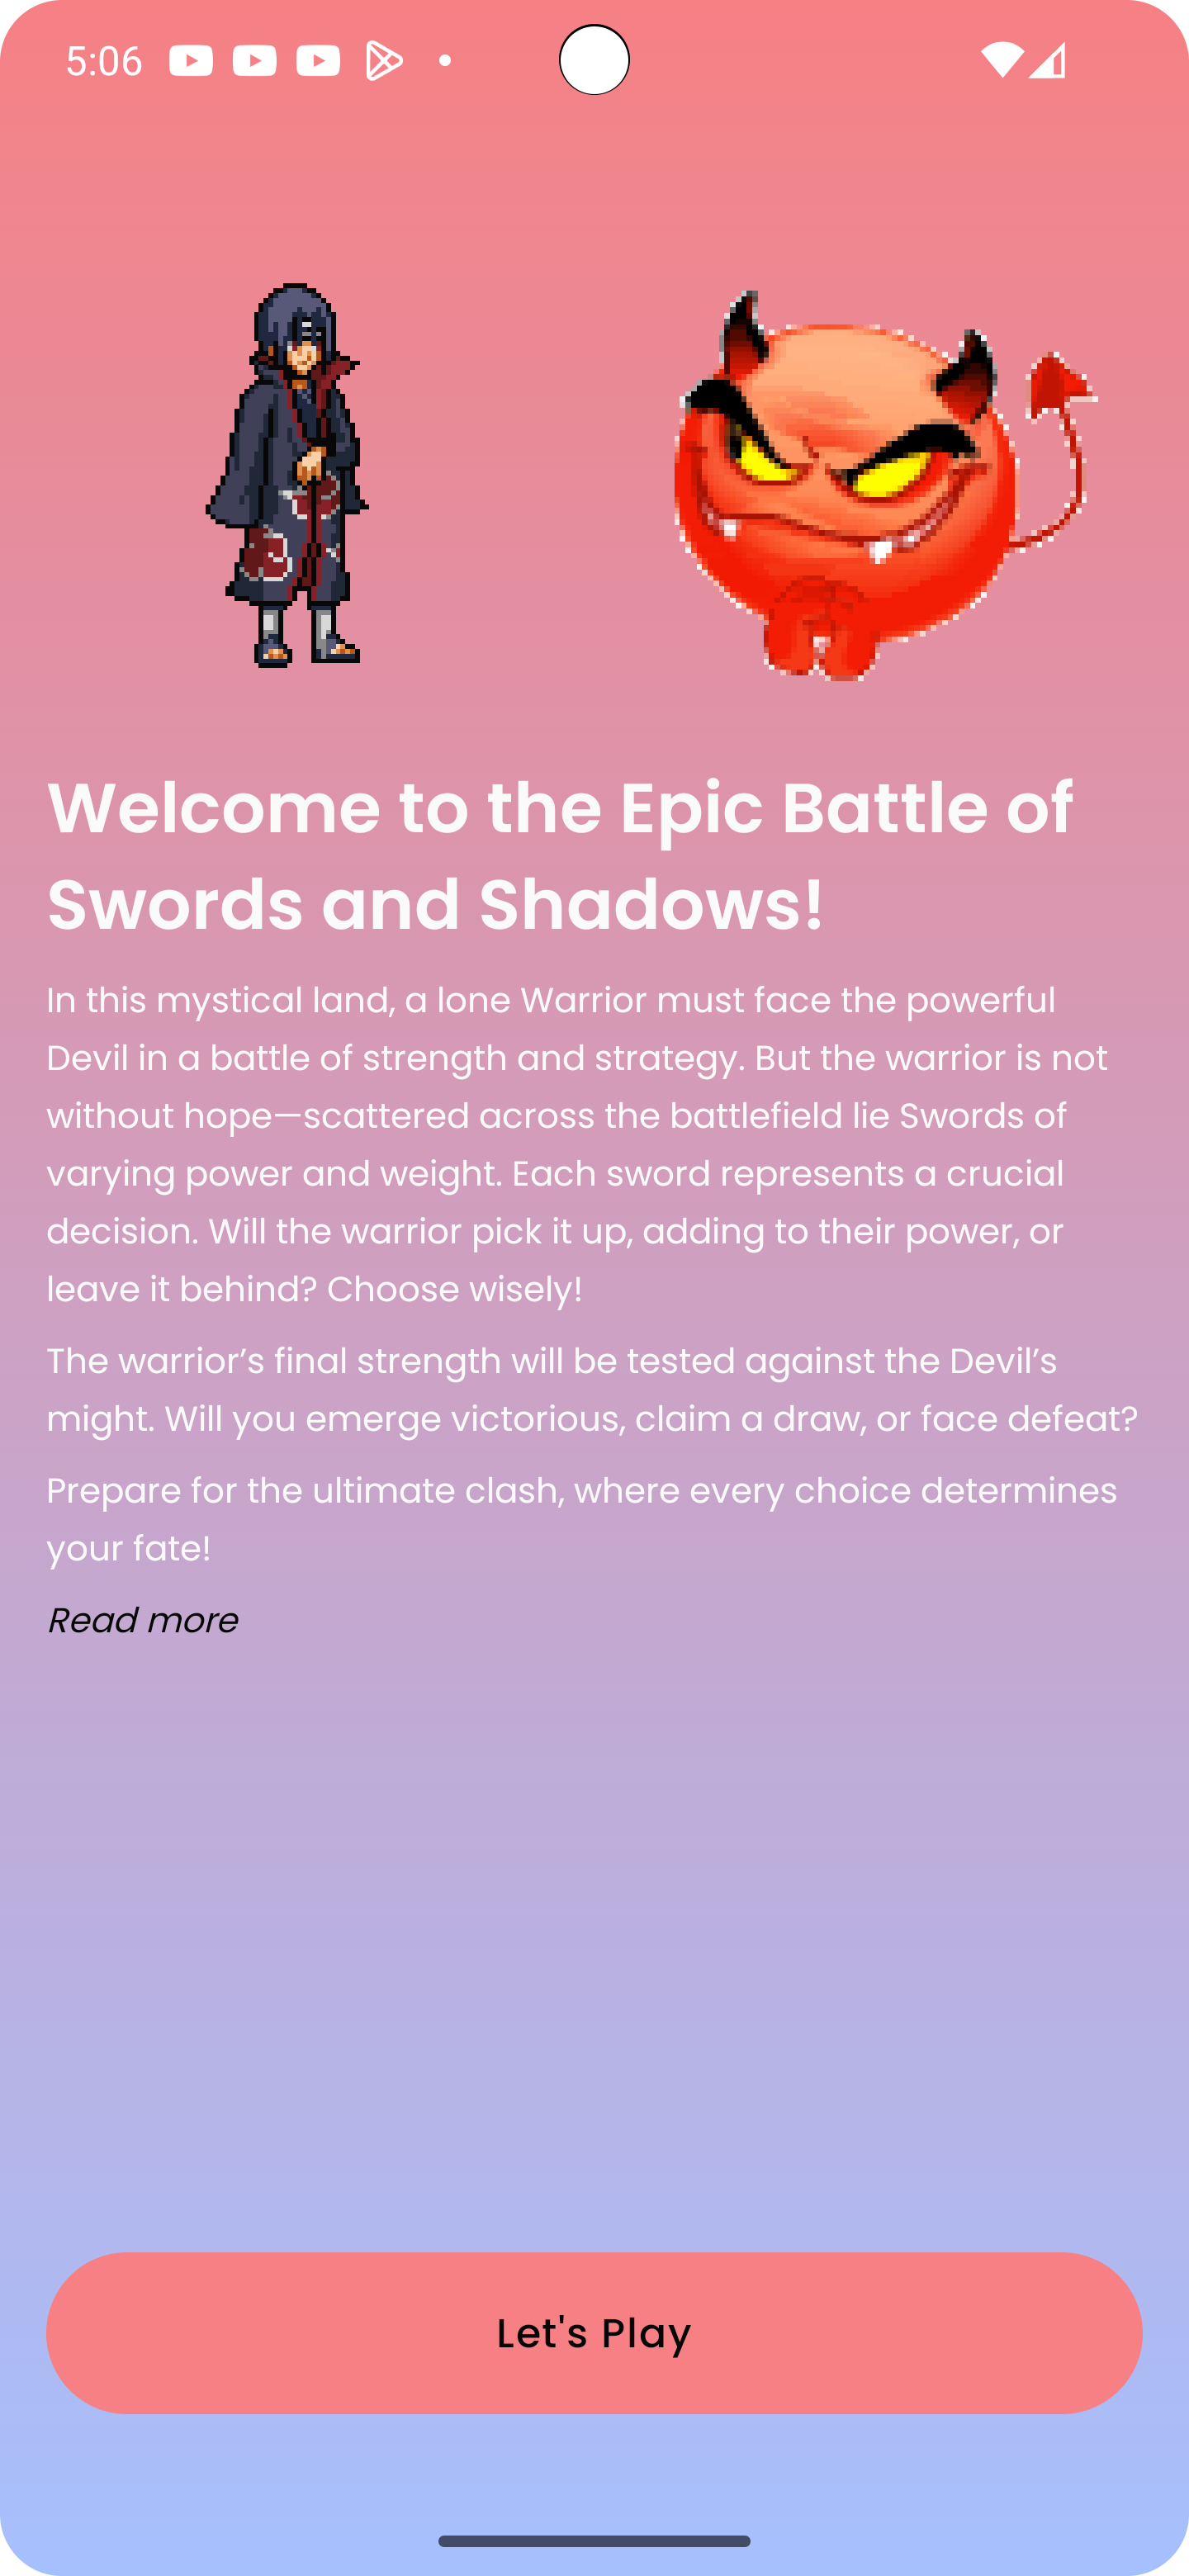 5:06
Welcome to the Epic Battle of
Swords and Shadows!
In this mystical land, a lone Warrior must face the powerful
Devil in a battle of strength and strategy. But the warrior is not
without hope—scattered across the battlefield lie Swords of
varying power and weight. Each sword represents a crucial
decision. Will the warrior pick it up, adding to their power, or
leave it behind? Choose wisely!
The warrior’s final strength will be tested against the Devil’s
might. Will you emerge victorious, claim a draw, or face defeat?
Prepare for the ultimate clash, where every choice determines
your fate!
Read more
Let's Play